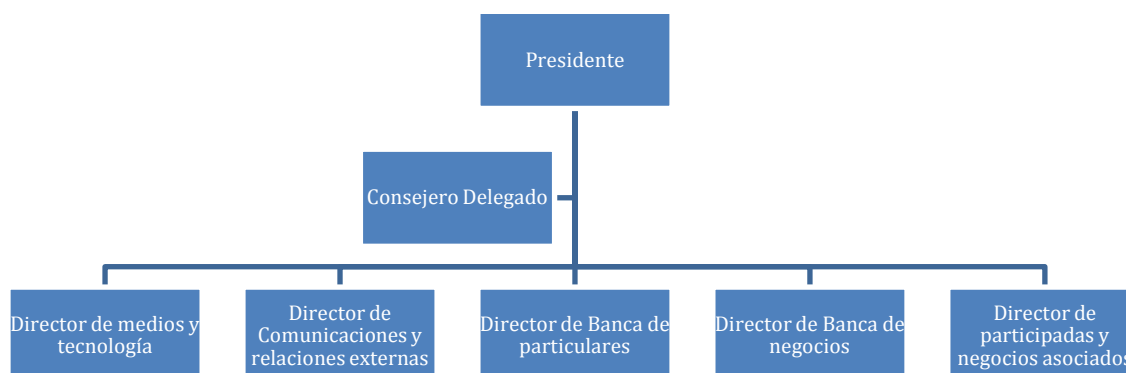 Presidente
Consejero Delegado
Director de medios y
tecnología
Director de
Comunicaciones y
relaciones externas
Director de Banca de
particulares
Director de Banca de
negocios
Director de
participadas y
negocios asociados